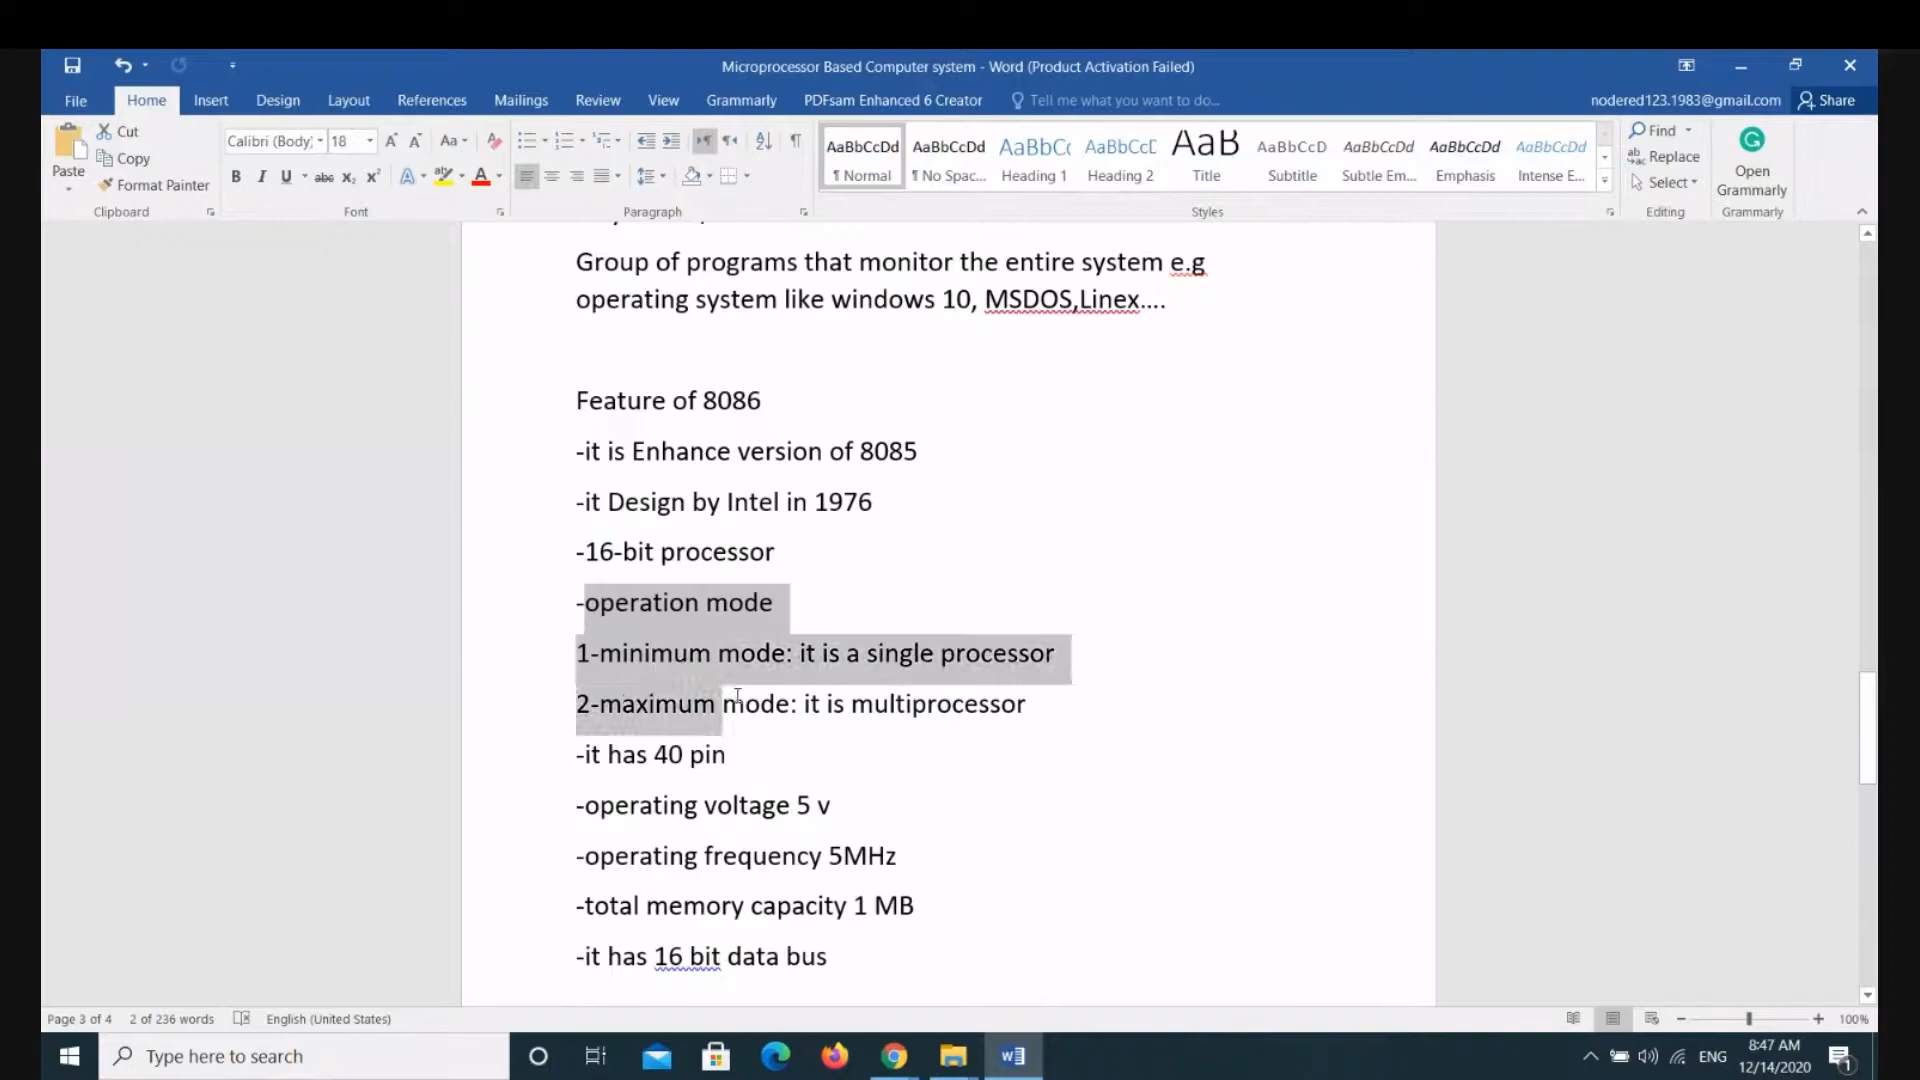 Microprocessor Based Computer system - Word (Product Activation Failed)
File Home Insert Design Layout References Mailings Review View Grammarly PDFsam Enhanced 6 Creator Tell me what you want to do... nodered123.1983@gmail.com Share
Paste Cut Copy Format Painter
Calibri (Body) 18
AaBbCcDd AaBbCcDd AaBbCc AaBbCcC AaB AaBbCcD AaBbCcDd AaBbCcDd AaBbCcDd
¶ Normal ¶ No Spac... Heading 1 Heading 2 Title Subtitle Subtle Em... Emphasis Intense E...
Find Replace Select
Open Grammarly
Clipboard Font Paragraph Styles Editing Grammarly
Group of programs that monitor the entire system e.g
operating system like windows 10, MSDOS,Linex....
Feature of 8086
-it is Enhance version of 8085
-it Design by Intel in 1976
-16-bit processor
-operation mode
1-minimum mode: it is a single processor
2-maximum mode: it is multiprocessor
-it has 40 pin
-operating voltage 5 v
-operating frequency 5MHz
-total memory capacity 1 MB
-it has 16 bit data bus
Page 3 of 4 2 of 236 words English (United States) 100%
Type here to search ENG 8:47 AM
12/14/2020